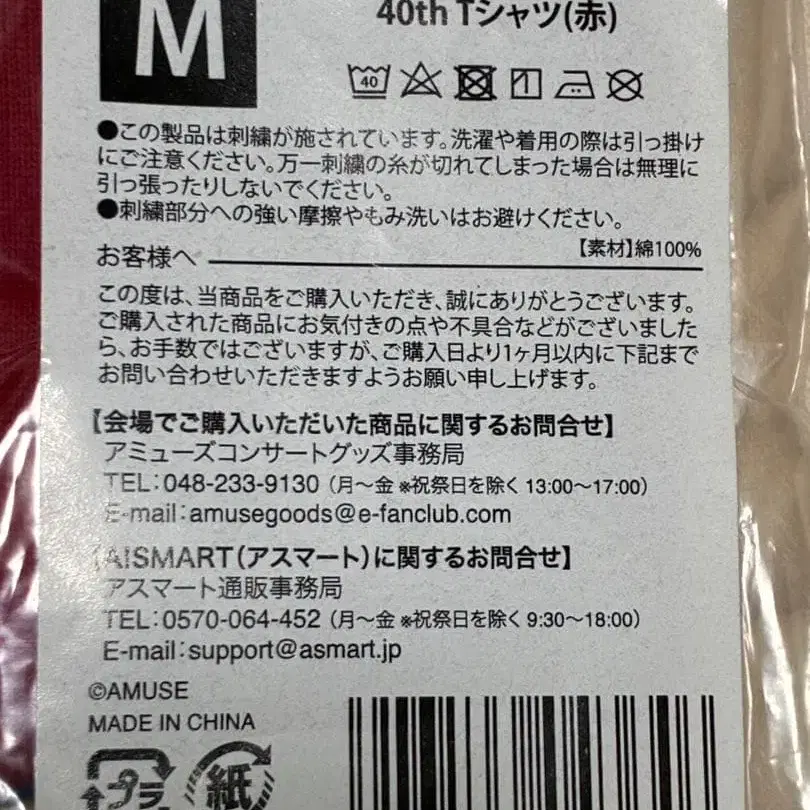 M
40th Tシャツ(赤)
40
●この製品は刺繍が施されています。洗濯や着用の際は引っ掛け
にご注意ください。万一刺繍の糸が切れてしまった場合は無理に
引っ張ったりしないでください。
●刺繍部分への強い摩擦やもみ洗いはお避けください。
【素材】綿100%
お客様へ
この度は、当商品をご購入いただき、誠にありがとうございます。
ご購入された商品にお気付きの点や不具合などがございました
ら、お手数ではございますが、ご購入日より1ヶ月以内に下記まで
お問い合わせいただきますようお願い申し上げます。
【会場でご購入いただいた商品に関するお問合せ】
アミューズコンサートグッズ事務局
TEL:048-233-9130 (月〜金 ※祝祭日を除く 13:00〜17:00)
E-mail:amusegoods@e-fanclub.com
【A!SMART(アスマート)に関するお問合せ】
アスマート通販事務局
TEL:0570-064-452 (月〜金 ※祝祭日を除く 9:30〜18:00)
E-mail:support@asmart.jp
©AMUSE
MADE IN CHINA
プラ
紙